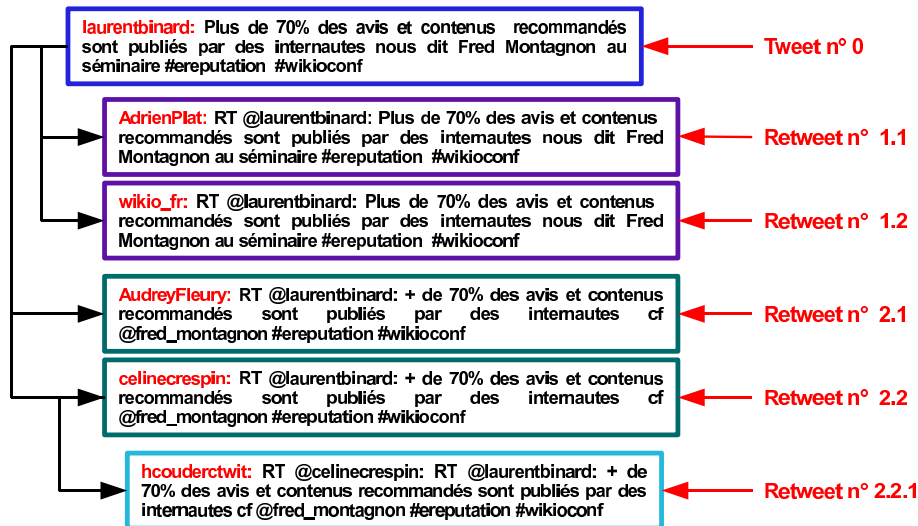 laurentbinard: Plus de 70% des avis et contenus recommandés
sont publiés par des internautes nous dit Fred Montagnon au
séminaire #ereputation #wikioconf
Tweet n° 0
AdrienPlat: RT @laurentbinard: Plus de 70% des avis et contenus
recommandés sont publiés par des internautes nous dit Fred
Montagnon au séminaire #ereputation #wikioconf
Retweet n° 1.1
wikio_fr: RT @laurentbinard: Plus de 70% des avis et contenus
recommandés sont publiés par des internautes nous dit Fred
Montagnon au séminaire #ereputation #wikioconf
Retweet n° 1.2
AudreyFleury: RT @laurentbinard: + de 70% des avis et contenus
recommandés sont publiés par des internautes cf
@fred_montagnon #ereputation #wikioconf
Retweet n° 2.1
celinecrespin: RT @laurentbinard: + de 70% des avis et contenus
recommandés sont publiés par des internautes cf
@fred_montagnon #ereputation #wikioconf
Retweet n° 2.2
hcouderctwit: RT @celinecrespin: RT @laurentbinard: + de
70% des avis et contenus recommandés sont publiés par des
internautes cf @fred_montagnon #ereputation #wikioconf
Retweet n° 2.2.1